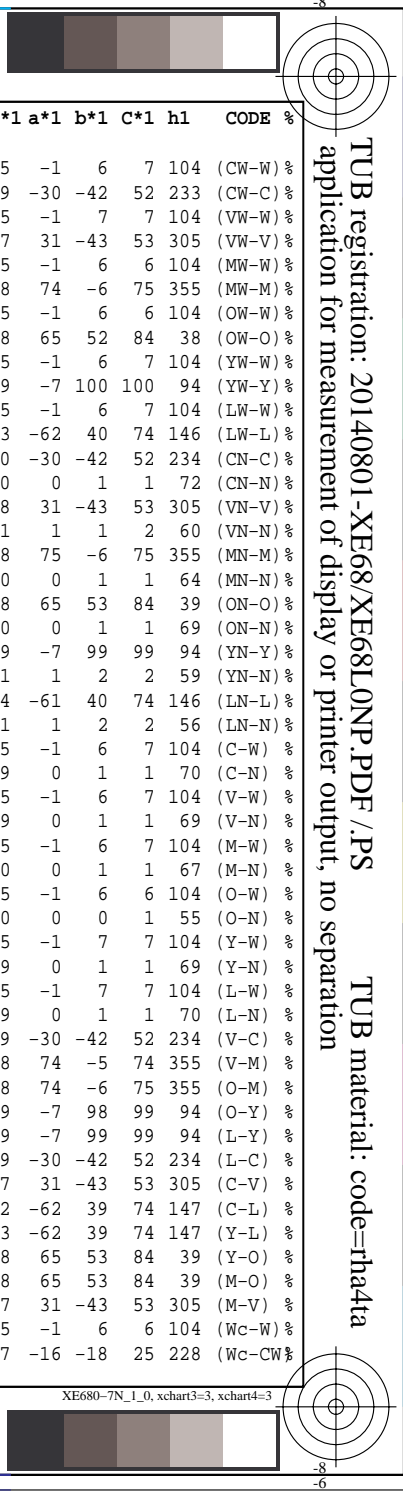 -8
*1 a*1 b*1 C*1 h1 CODE %
5 -1 6 7 104 (CW-W)%
9 -30 -42 52 233 (CW-C)%
5 -1 7 7 104 (VW-W)%
7 31 -43 53 305 (VW-V)%
5 -1 6 6 104 (MW-W)%
8 74 -6 75 355 (MW-M)%
5 -1 6 6 104 (OW-W)%
8 65 52 84 38 (OW-O)%
5 -1 6 7 104 (YW-W)%
9 -7 100 100 94 (YW-Y)%
5 -1 6 7 104 (LW-W)%
3 -62 40 74 146 (LW-L)%
0 -30 -42 52 234 (CN-C)%
0 0 1 1 72 (CN-N)%
8 31 -43 53 305 (VN-V)%
1 1 1 2 60 (VN-N)%
8 75 -6 75 355 (MN-M)%
0 0 1 1 64 (MN-N)%
8 65 53 84 39 (ON-O)%
0 0 1 1 69 (ON-N)%
9 -7 99 99 94 (YN-Y)%
1 1 2 2 59 (YN-N)%
4 -61 40 74 146 (LN-L)%
1 1 2 2 56 (LN-N)%
5 -1 6 7 104 (C-W) %
9 0 1 1 70 (C-N) %
5 -1 6 7 104 (V-W) %
9 0 1 1 69 (V-N) %
5 -1 6 7 104 (M-W) %
0 0 1 1 67 (M-N) %
5 -1 6 6 104 (O-W) %
0 0 0 1 55 (O-N) %
5 -1 7 7 104 (Y-W) %
9 0 1 1 69 (Y-N) %
5 -1 7 7 104 (L-W) %
9 0 1 1 70 (L-N) %
9 -30 -42 52 234 (V-C) %
8 74 -5 74 355 (V-M) %
8 74 -6 75 355 (O-M) %
9 -7 98 99 94 (O-Y) %
9 -7 99 99 94 (L-Y) %
9 -30 -42 52 234 (L-C) %
7 31 -43 53 305 (C-V) %
2 -62 39 74 147 (C-L) %
3 -62 39 74 147 (Y-L) %
8 65 53 84 39 (Y-O) %
8 65 53 84 39 (M-O) %
7 31 -43 53 305 (M-V) %
5 -1 6 6 104 (Wc-W)%
7 -16 -18 25 228 (Wc-CW%
XE680-7N_1_0, xchart3=3, xchart4=3
TUB registration: 20140801-XE68/XE68L0NP.PDF /.PS TUB material: code=rha4ta
application for measurement of display or printer output, no separation
-8
-6